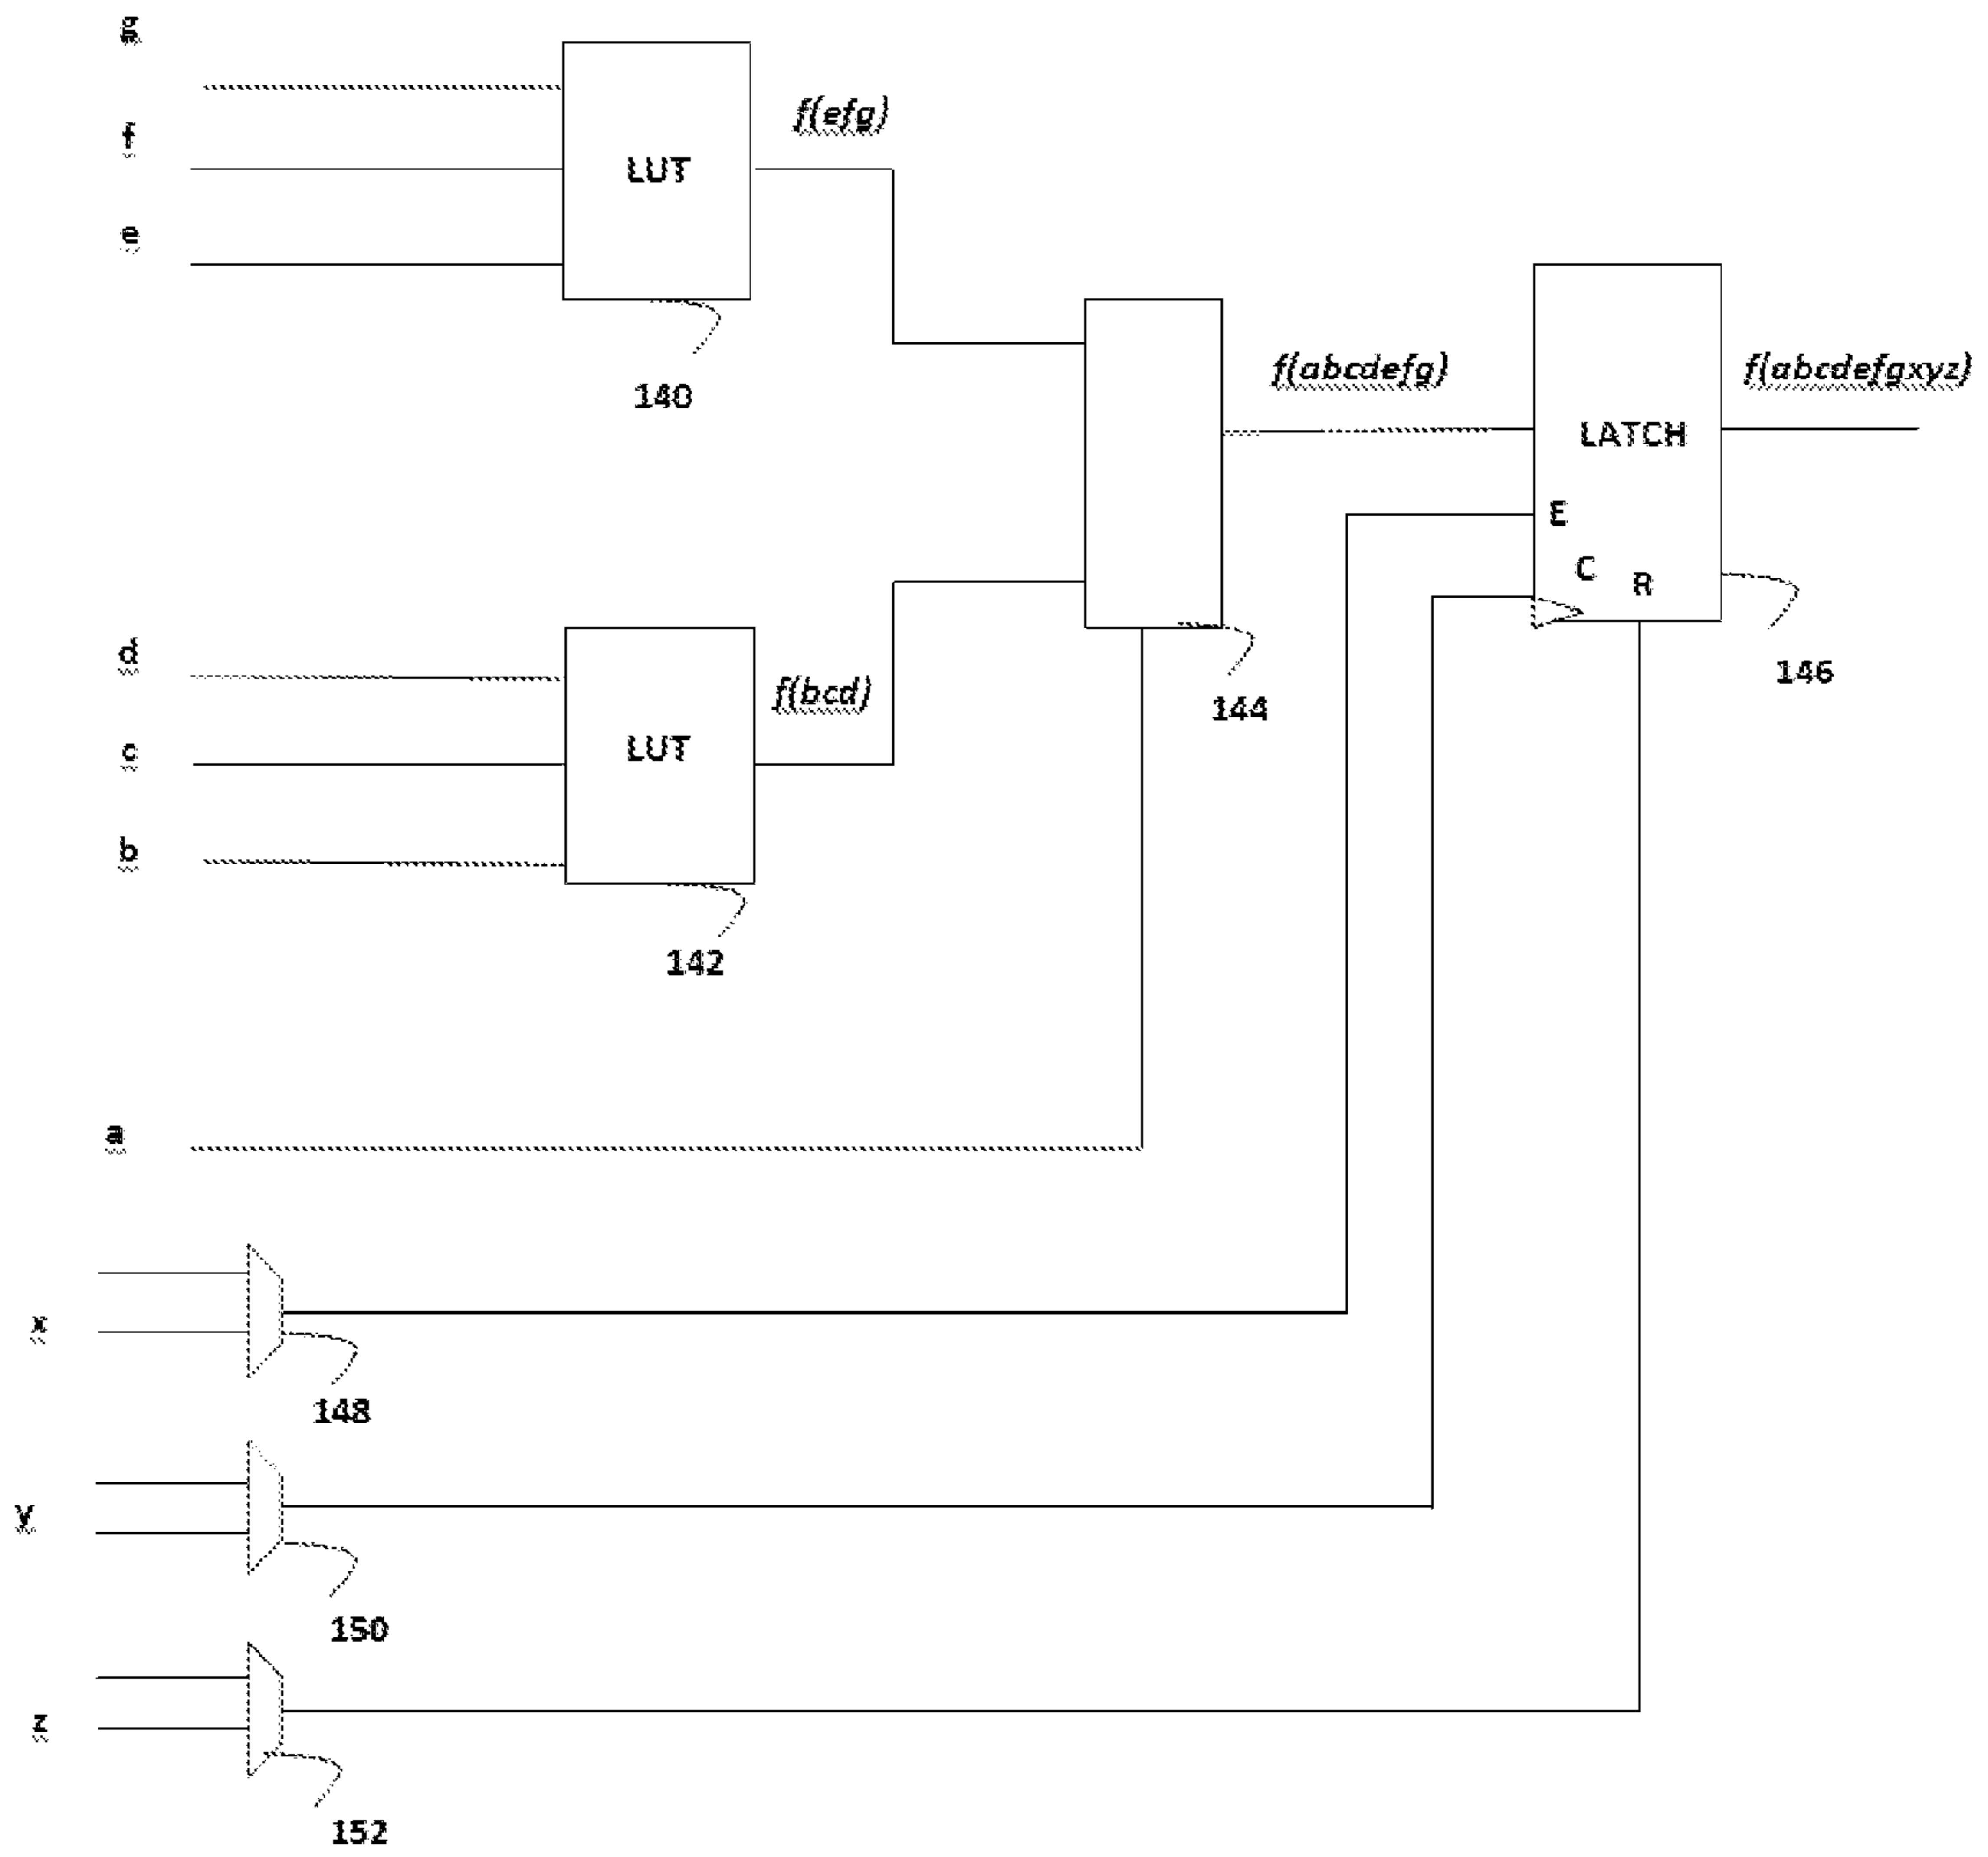 g
f
e
LUT
f(efg)
140
d
c
b
LUT
f(bcd)
142
144
f(abcdefg)
LATCH
E
C
R
146
f(abcdefgxyz)
a
x
148
y
150
z
152